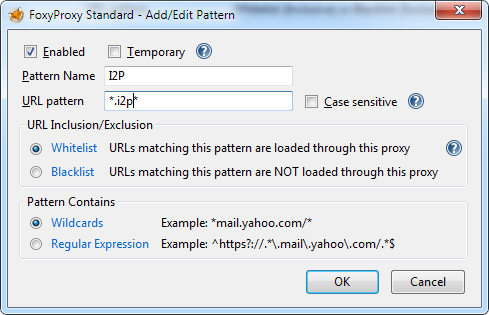 FoxyProxy Standard - Add/Edit Pattern
Enabled Temporary ?
Pattern Name I2P
URL pattern *.i2p* Case sensitive ?
URL Inclusion/Exclusion
Whitelist URLs matching this pattern are loaded through this proxy ?
Blacklist URLs matching this pattern are NOT loaded through this proxy
Pattern Contains
Wildcards Example: *mail.yahoo.com/*
Regular Expression Example: ^https?://.*\.mail\.yahoo\.com/.*$
OK Cancel